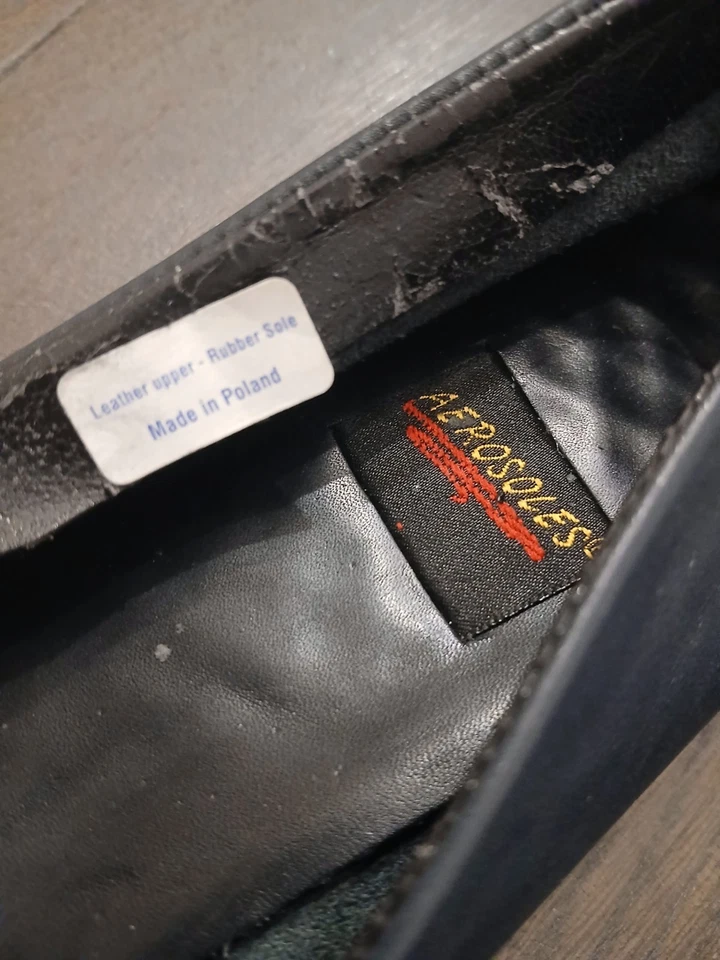 Leather upper - Rubber Sole
Made in Poland
AEROSOLES